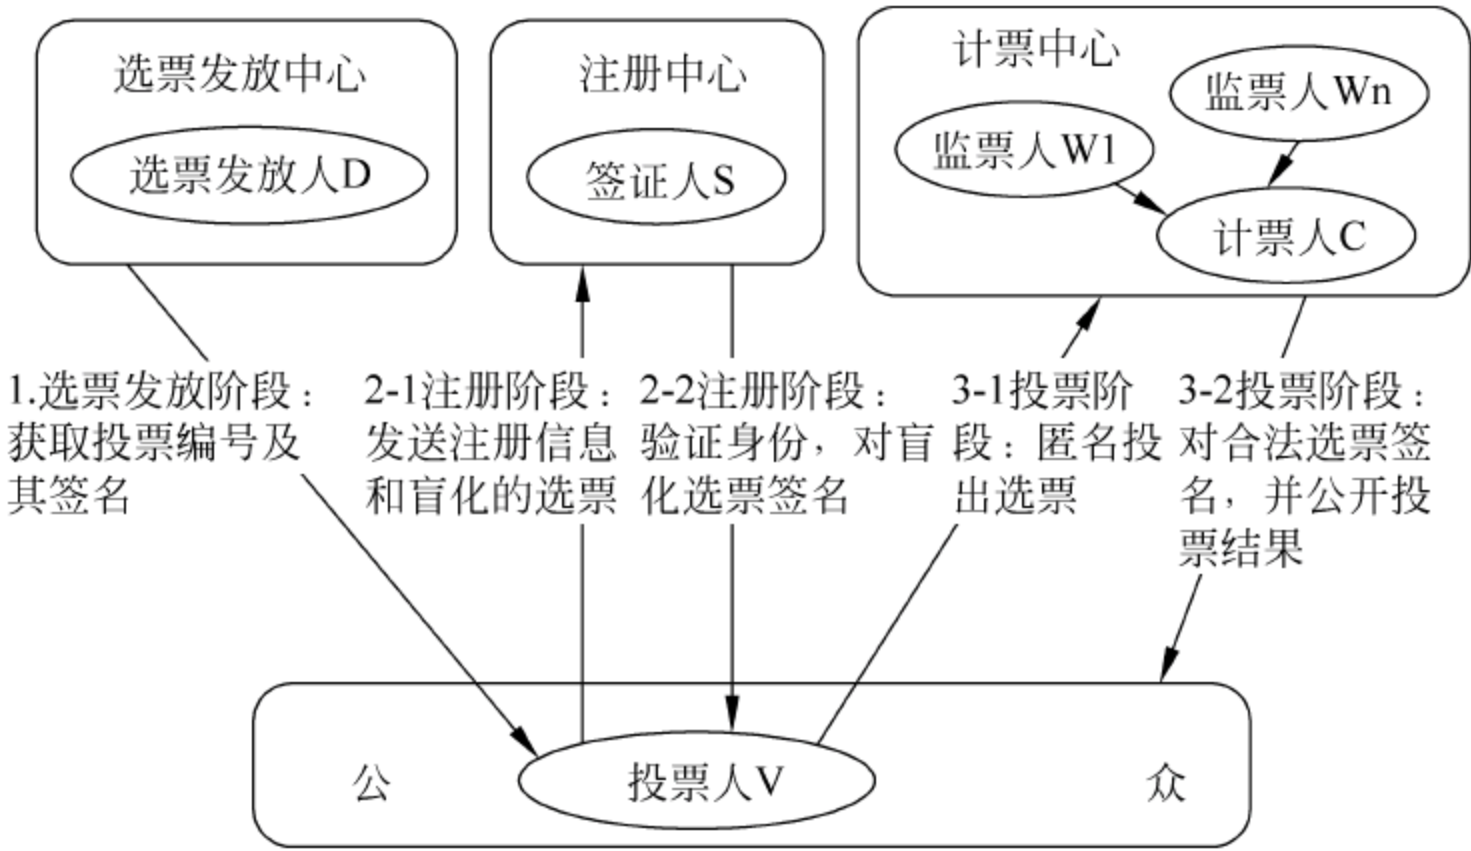 选票发放中心
选票发放人D
注册中心
签证人S
计票中心
监票人Wn
监票人W1
计票人C
1.选票发放阶段：
获取投票编号及
其签名
2-1注册阶段：
发送注册信息
和盲化的选票
2-2注册阶段：
验证身份，对盲
化选票签名
3-1投票阶
段：匿名投
出选票
3-2投票阶段：
对合法选票签
名，并公开投
票结果
公
投票人V
众